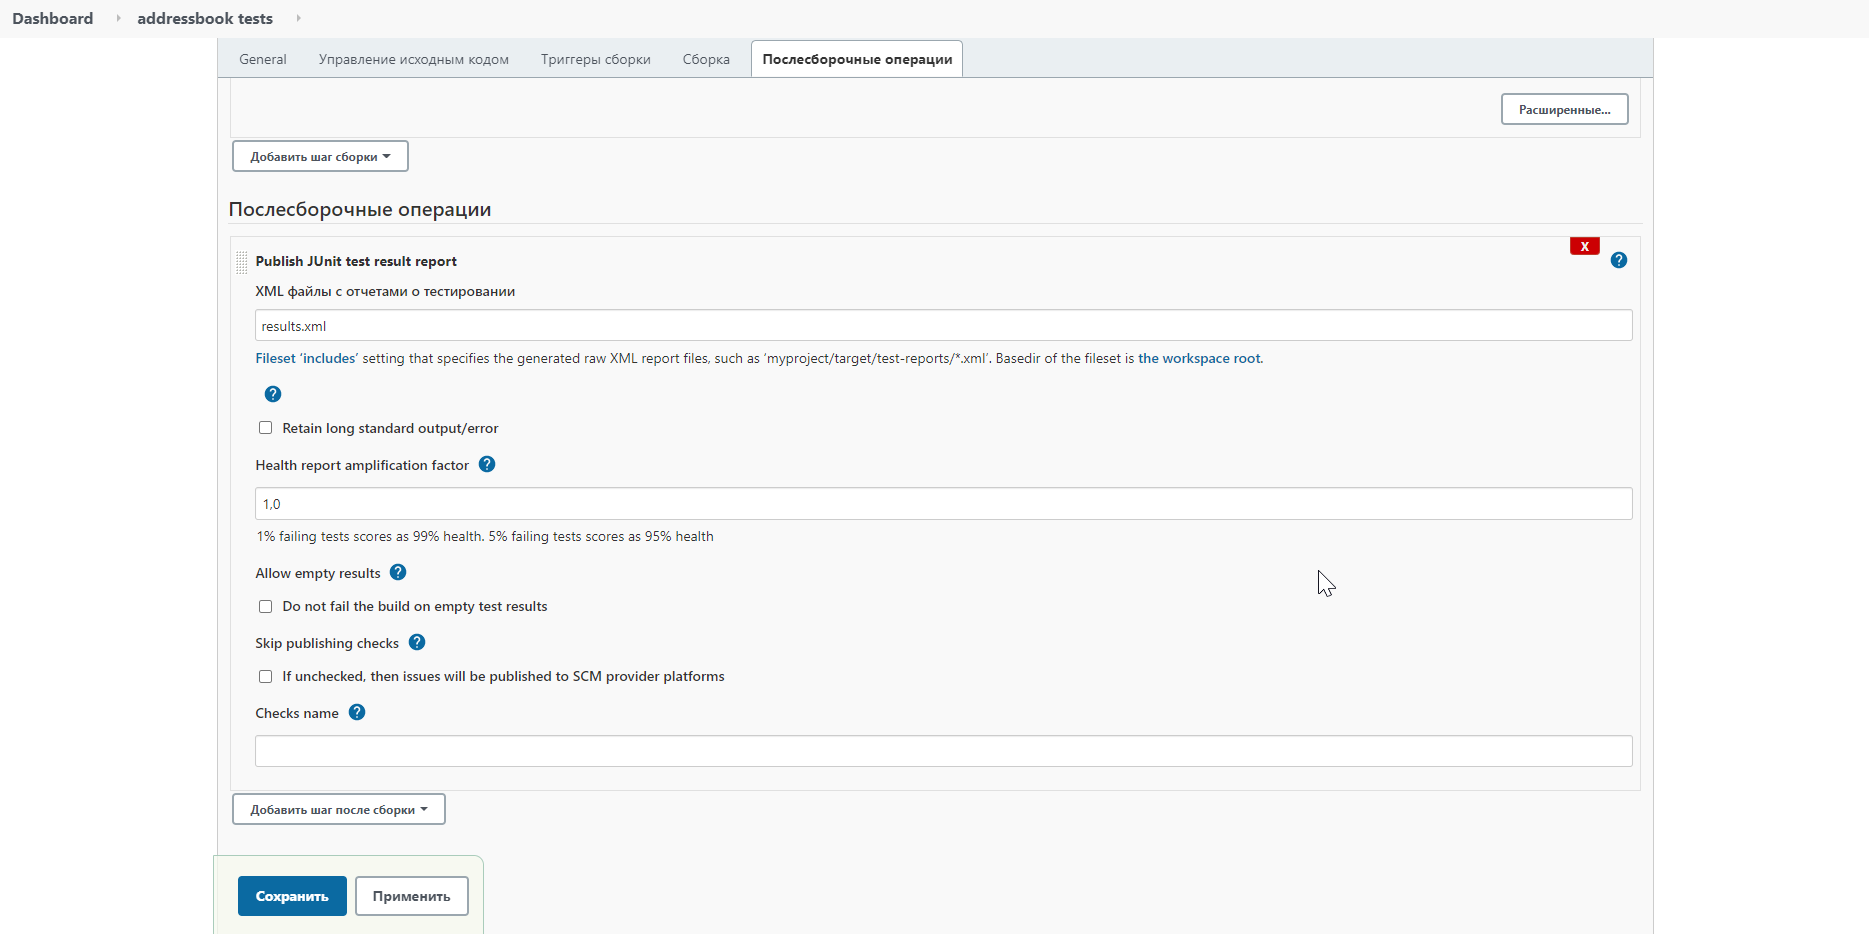 Dashboard addressbook tests
General Управление исходным кодом Триггеры сборки Сборка Послесборочные операции
Расширенные...
Добавить шаг сборки
Послесборочные операции
X
Publish JUnit test result report ?
XML файлы с отчетами о тестировании
results.xml
Fileset ‘includes’ setting that specifies the generated raw XML report files, such as ‘myproject/target/test-reports/*.xml’. Basedir of the fileset is the workspace root.
?
Retain long standard output/error
Health report amplification factor ?
1,0
1% failing tests scores as 99% health. 5% failing tests scores as 95% health
Allow empty results ?
Do not fail the build on empty test results
Skip publishing checks ?
If unchecked, then issues will be published to SCM provider platforms
Checks name ?
Добавить шаг после сборки
Сохранить Применить